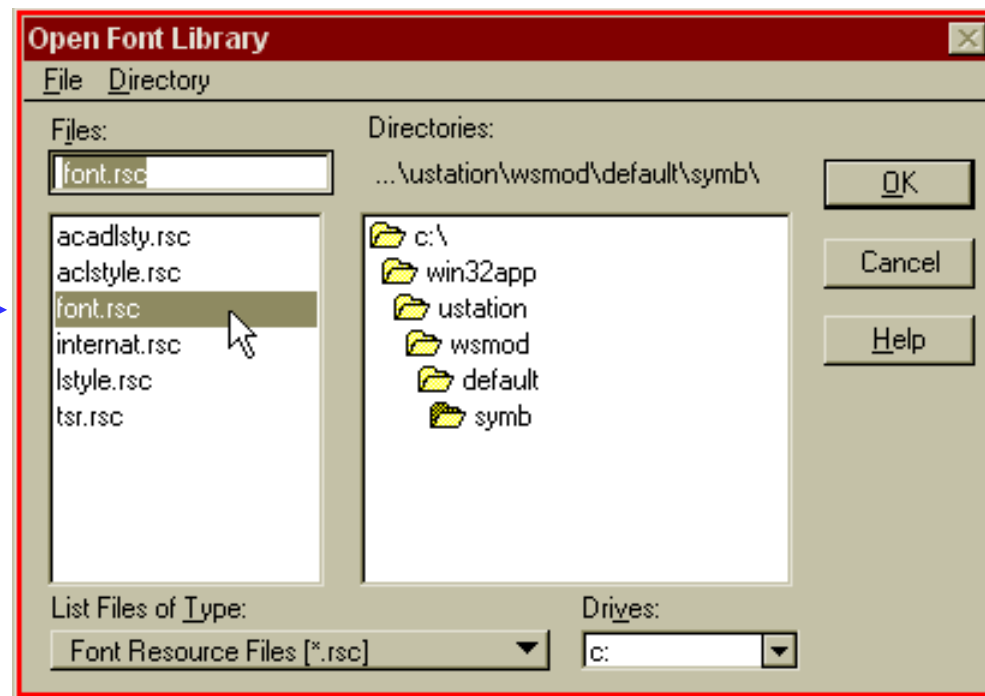 Open Font Library
File Directory
Files:
font.rsc
acadlsty.rsc
aclstyle.rsc
font.rsc
internat.rsc
lstyle.rsc
tsr.rsc
Directories:
...\ustation\wsmod\default\symb\
c:\
win32app
ustation
wsmod
default
symb
OK
Cancel
Help
List Files of Type:
Font Resource Files [*.rsc]
Drives:
c: